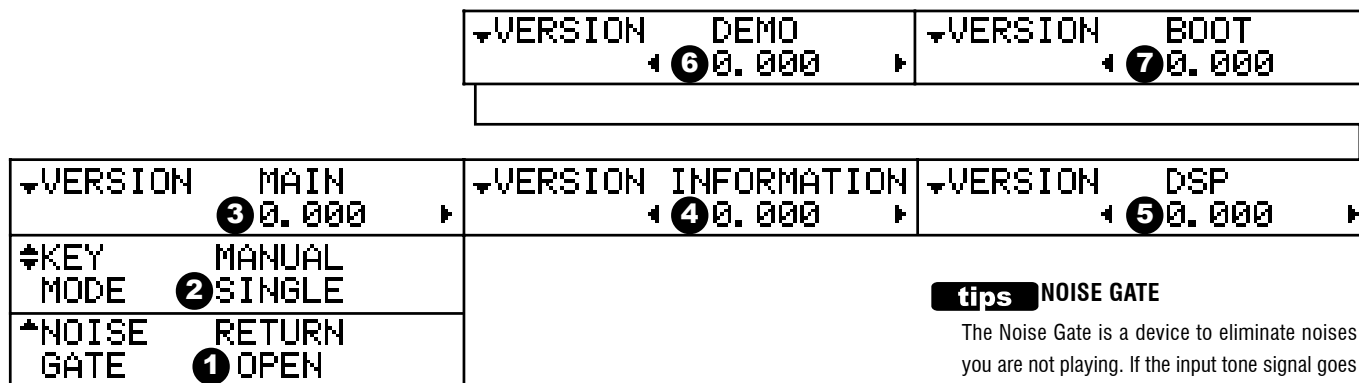 VERSION DEMO
6 0.000
VERSION BOOT
7 0.000
VERSION MAIN
3 0.000
VERSION INFORMATION
4 0.000
VERSION DSP
5 0.000
KEY MANUAL
MODE 2 SINGLE
NOISE RETURN
GATE 1 OPEN
tips NOISE GATE
The Noise Gate is a device to eliminate noises
you are not playing. If the input tone signal goes